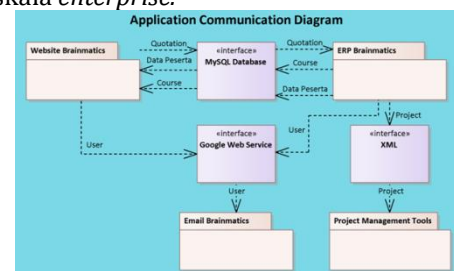 skala enterprise.
Application Communication Diagram
Website Brainmatics
Quotation
Data Peserta
Course
«interface»
MySQL Database
Quotation
Course
Data Peserta
ERP Brainmatics
User
«interface»
Google Web Service
User
Project
«interface»
XML
User
Email Brainmatics
Project
Project Management Tools